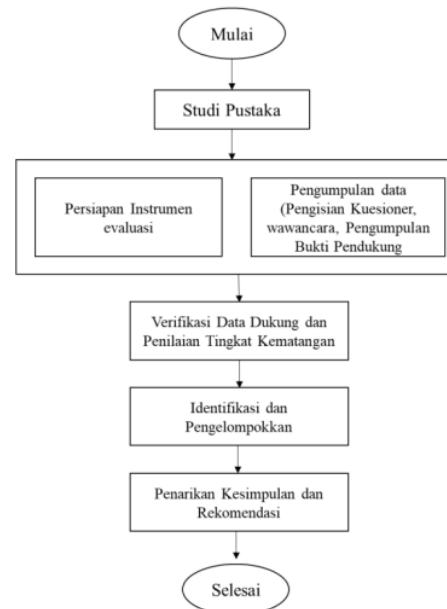 Mulai
Studi Pustaka
Persiapan Instrumen
evaluasi
Pengumpulan data
(Pengisian Kuesioner,
wawancara, Pengumpulan
Bukti Pendukung
Verifikasi Data Dukung dan
Penilaian Tingkat Kematangan
Identifikasi dan
Pengelompokkan
Penarikan Kesimpulan dan
Rekomendasi
Selesai